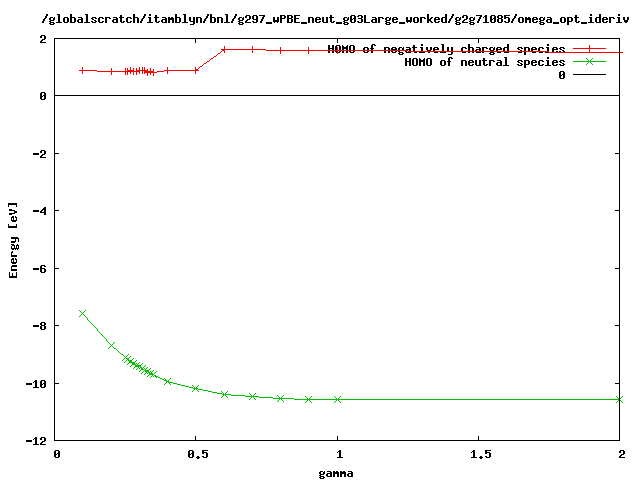 /globalscratch/itamblyn/bnl/g297_wPBE_neut_g03Large_worked/g2g71085/omega_opt_ideriv
HOMO of negatively charged species
HOMO of neutral species
0
2
0
-2
-4
-6
-8
-10
-12
Energy [eV]
0
0.5
1
1.5
2
gamma